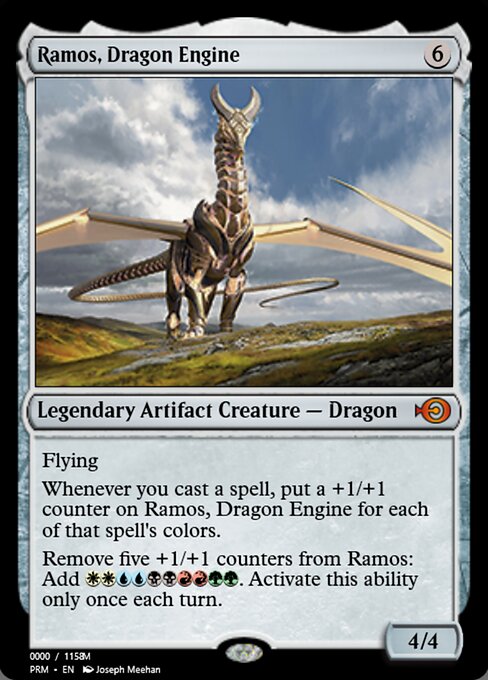 Ramos, Dragon Engine 6
Legendary Artifact Creature — Dragon
Flying
Whenever you cast a spell, put a +1/+1
counter on Ramos, Dragon Engine for each
of that spell's colors.
Remove five +1/+1 counters from Ramos:
Add . Activate this ability
only once each turn.
4/4
0000 / 1158M
PRM • EN Joseph Meehan